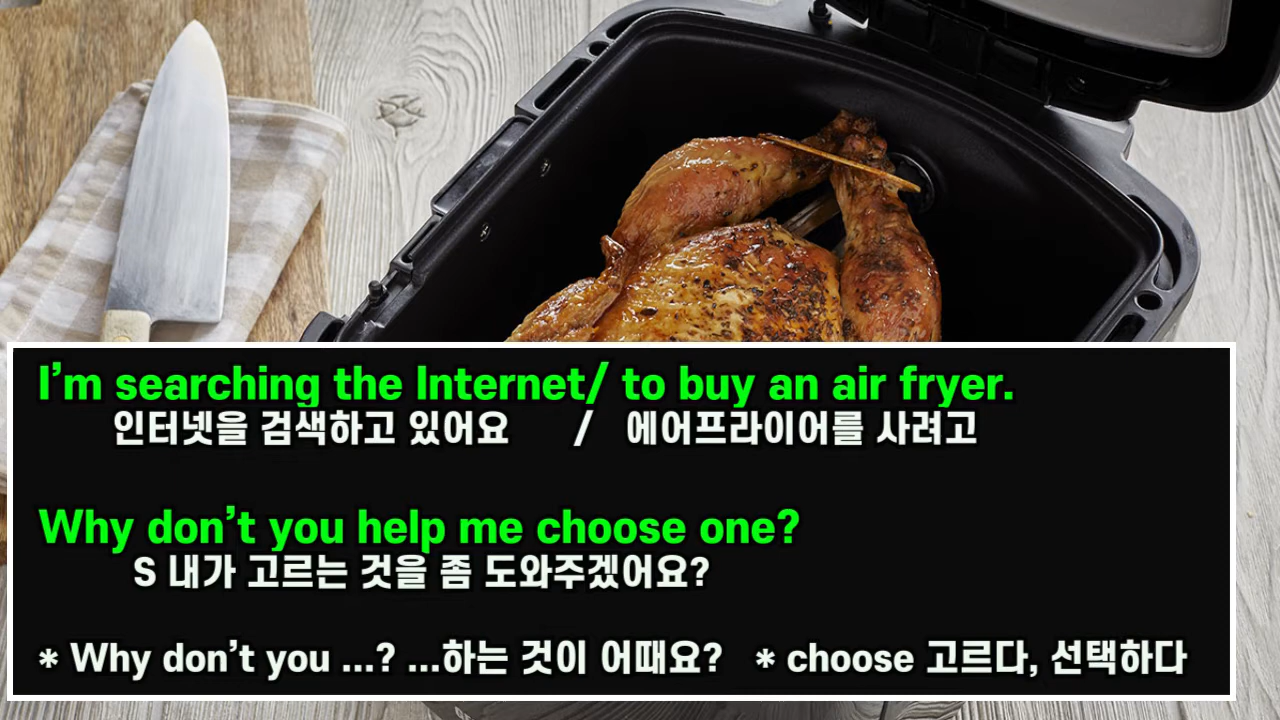 I'm searching the Internet/ to buy an air fryer.
인터넷을 검색하고 있어요 / 에어프라이어를 사려고
Why don't you help me choose one?
S 내가 고르는 것을 좀 도와주겠어요?
* Why don't you ...? ...하는 것이 어때요? * choose 고르다, 선택하다